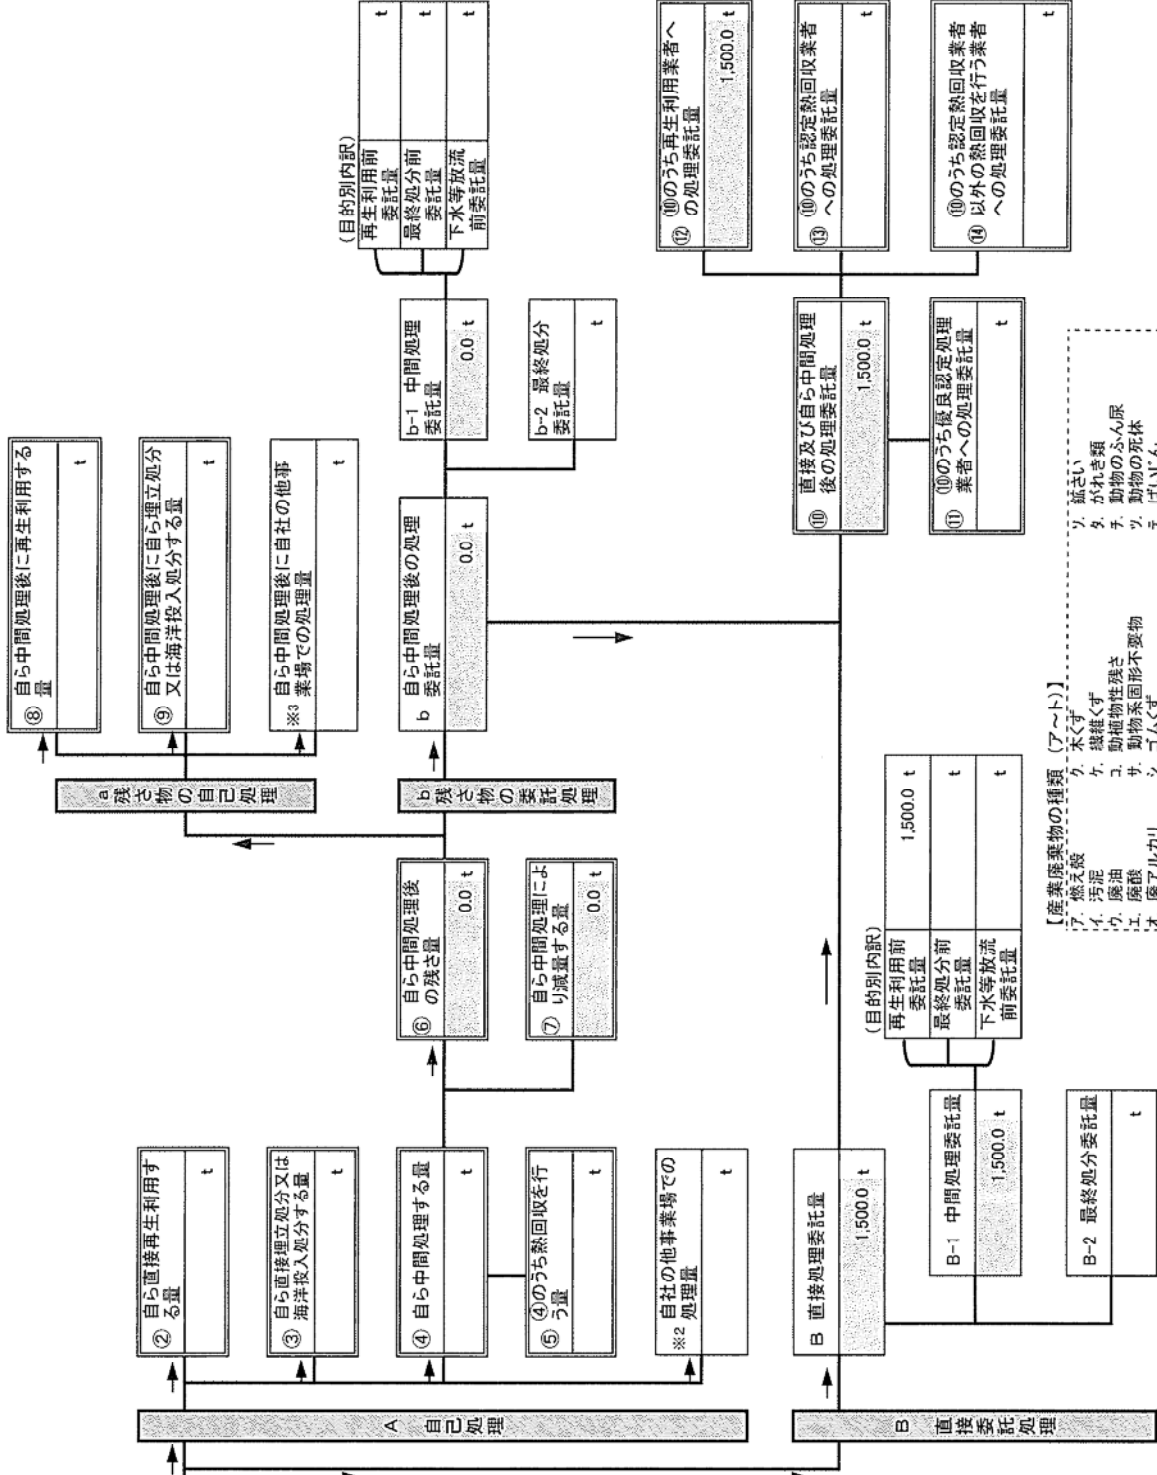 A 自己処理
② 自ら直接再生利用す
る量
t
③ 自ら直接埋立処分又は
海洋投入処分する量
t
④ 自ら中間処理する量
t
⑤ ④のうち熱回収を行
う量
t
※2 自社の他事業場での
処理量
t
⑥ 自ら中間処理後
の残さ量
0.0 t
⑦ 自ら中間処理によ
り減量する量
0.0 t
a 残さ物の自己処理
⑧ 自ら中間処理後に再生利用する
量
t
⑨ 自ら中間処理後に自ら埋立処分
又は海洋投入処分する量
t
※3 自ら中間処理後に自社の他事
業場での処理量
t
b 残さ物の委託処理
b 自ら中間処理後の処理
委託量
0.0 t
b-1 中間処理
委託量
0.0 t
b-2 最終処分
委託量
t
(目的別内訳)
再生利用前
委託量
t
最終処分前
委託量
t
下水等放流
前委託量
t
B 直接委託処理
B 直接処理委託量
1,500.0 t
B-1 中間処理委託量
1,500.0 t
B-2 最終処分委託量
t
(目的別内訳)
再生利用前
委託量
1,500.0 t
最終処分前
委託量
t
下水等放流
前委託量
t
⑩ 直接及び自ら中間処理
後の処理委託量
1,500.0 t
⑪ ⑩のうち優良認定処理
業者への処理委託量
t
⑫ ⑩のうち再生利用業者へ
の処理委託量
1,500.0 t
⑬ ⑩のうち認定熱回収業者
への処理委託量
t
⑭ ⑩のうち認定熱回収業者
以外の熱回収を行う業者
への処理委託量
t
【産業廃棄物の種類（ア～ト）】
ア. 燃え殻 ク. 木くず ソ. 鉱さい
イ. 汚泥 ケ. 繊維くず タ. がれき類
ウ. 廃油 コ. 動植物性残さ チ. 動物のふん尿
エ. 廃酸 サ. 動物系固形不要物 ツ. 動物の死体
オ. 廃アルカリ シ. ゴムくず テ. ばいじん